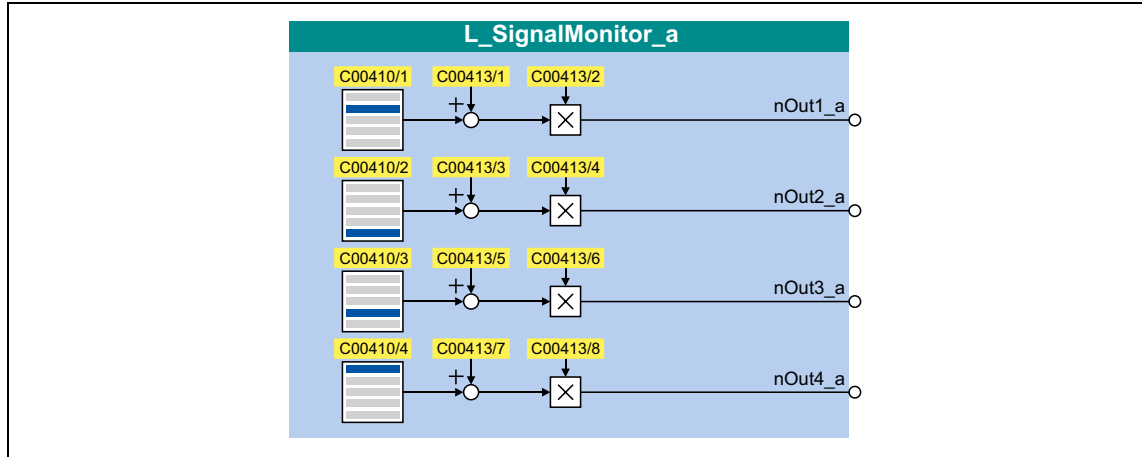 L_SignalMonitor_a
C00410/1 C00413/1 C00413/2
+ × nOut1_a
C00410/2 C00413/3 C00413/4
+ × nOut2_a
C00410/3 C00413/5 C00413/6
+ × nOut3_a
C00410/4 C00413/7 C00413/8
+ × nOut4_a